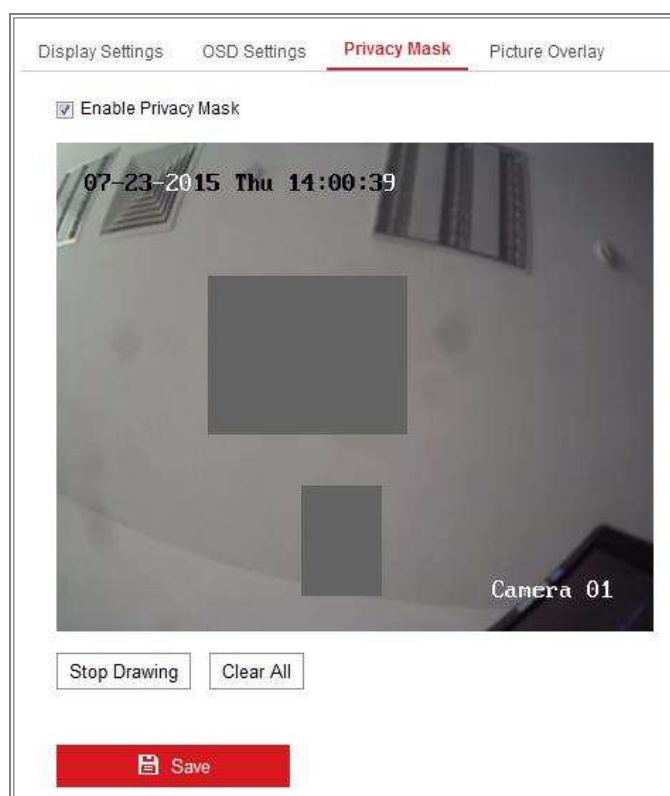 Display Settings OSD Settings Privacy Mask Picture Overlay
Enable Privacy Mask
07-23-2015 Thu 14:00:39
Camera 01
Stop Drawing Clear All
Save